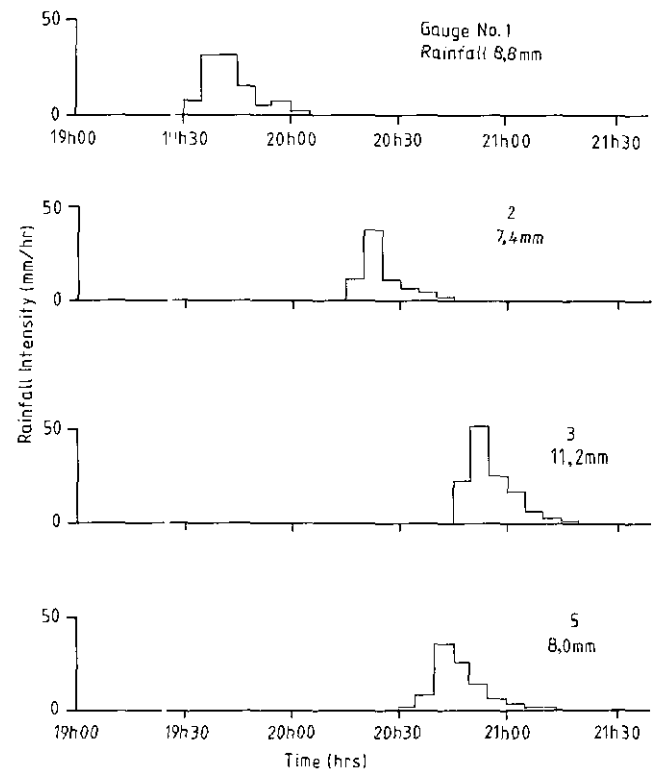 50
Gauge No. 1
Rainfall 8,8mm
0
19h00 19h30 20h00 20h30 21h00 21h30
50
2
7,4mm
0
Rainfall Intensity (mm/hr)
50
3
11,2mm
0
50
5
8,0mm
0
19h00 19h30 20h00 20h30 21h00 21h30
Time (hrs)